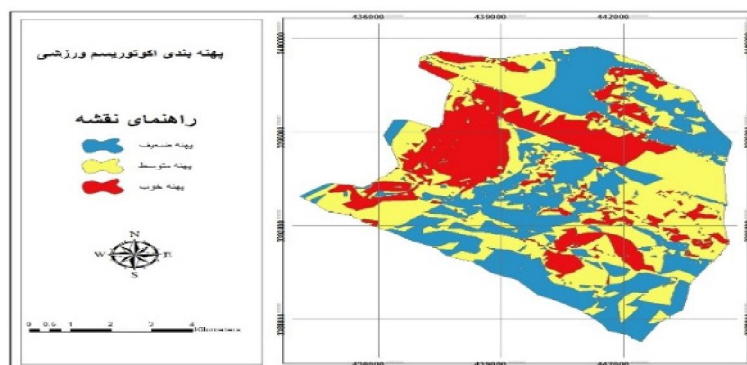 پهنه بندی اکوتوریسم ورزشی
راهنمای نقشه
پهنه ضعیف
پهنه متوسط
پهنه خوب
N
W E
S
0 0.5 1 2 3 4
Kilometers
436000 439000 442000
436000 439000 442000